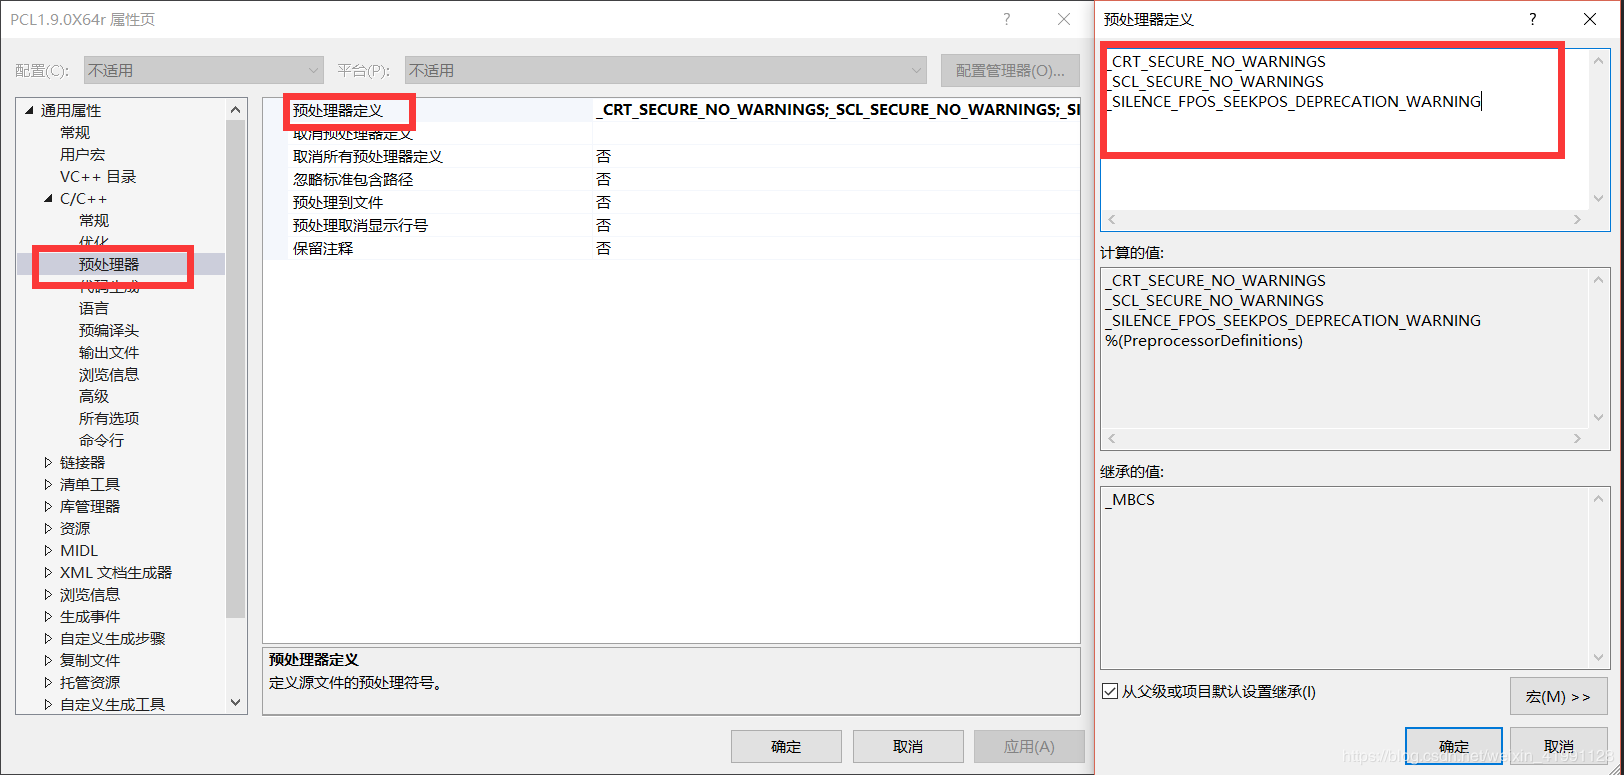 PCL1.9.0X64r 属性页
?
配置(C):
不适用
平台(P):
不适用
配置管理器(O)...
通用属性
常规
用户宏
VC++ 目录
C/C++
常规
优化
预处理器
代码生成
语言
预编译头
输出文件
浏览信息
高级
所有选项
命令行
链接器
清单工具
库管理器
资源
MIDL
XML 文档生成器
浏览信息
生成事件
自定义生成步骤
复制文件
托管资源
自定义生成工具
预处理器定义 _CRT_SECURE_NO_WARNINGS;_SCL_SECURE_NO_WARNINGS;_SI
取消预处理器定义
取消所有预处理器定义 否
忽略标准包含路径 否
预处理到文件 否
预处理取消显示行号 否
保留注释 否
预处理器定义
定义源文件的预处理符号。
确定
取消
应用(A)
预处理器定义
?
_CRT_SECURE_NO_WARNINGS
_SCL_SECURE_NO_WARNINGS
_SILENCE_FPOS_SEEKPOS_DEPRECATION_WARNING
计算的值:
_CRT_SECURE_NO_WARNINGS
_SCL_SECURE_NO_WARNINGS
_SILENCE_FPOS_SEEKPOS_DEPRECATION_WARNING
%(PreprocessorDefinitions)
继承的值:
_MBCS
从父级或项目默认设置继承(I)
宏(M) >>
确定
取消